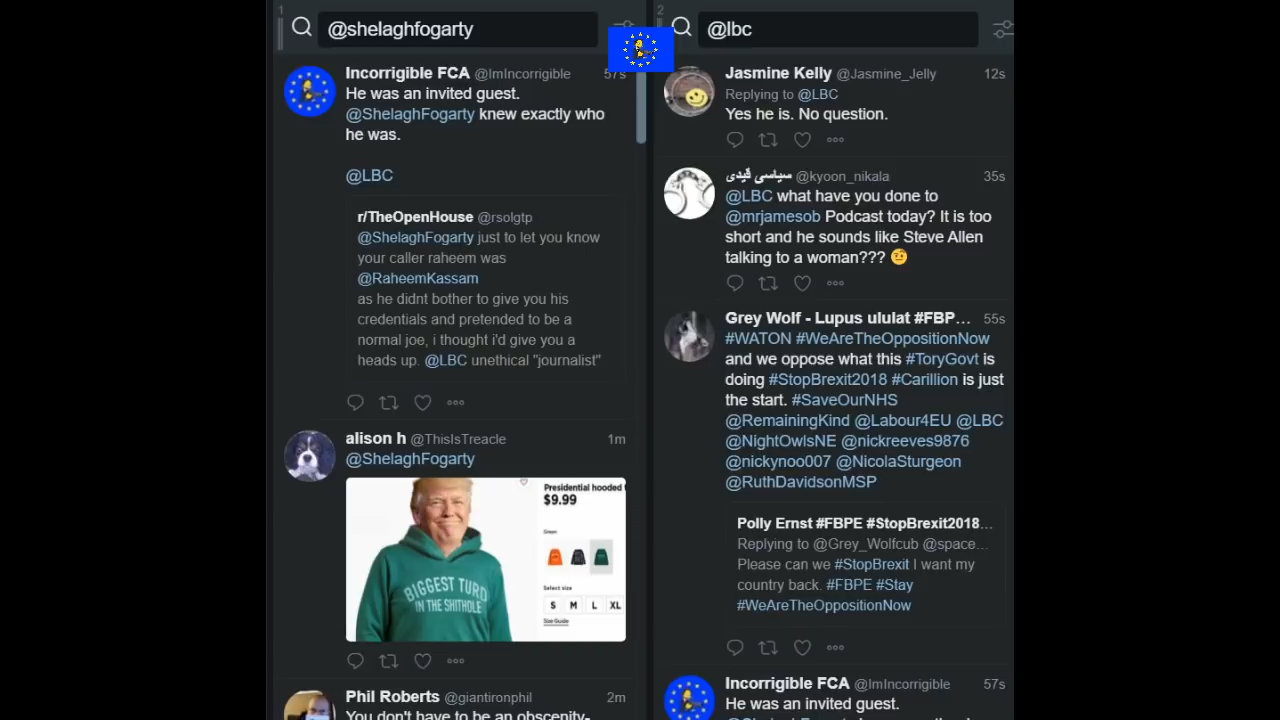 1
@shelaghfogarty
Incorrigible FCA @ImIncorrigible 57s
He was an invited guest.
@ShelaghFogarty knew exactly who
he was.
@LBC
r/TheOpenHouse @rsolgtp
@ShelaghFogarty just to let you know
your caller raheem was
@RaheemKassam
as he didnt bother to give you his
credentials and pretended to be a
normal joe, i thought i'd give you a
heads up. @LBC unethical "journalist"
alison h @ThisIsTreacle 1m
@ShelaghFogarty
Presidential hooded
$9.99
Green
BIGGEST TURD
IN THE SHITHOLE
Select size
S M L XL
Size Guide
Phil Roberts @giantironphil 2m
You don't have to be an obscenity-
2
@lbc
Jasmine Kelly @Jasmine_Jelly 12s
Replying to @LBC
Yes he is. No question.
سیاسی قیدی @kyoon_nikala 35s
@LBC what have you done to
@mrjamesob Podcast today? It is too
short and he sounds like Steve Allen
talking to a woman??? 🤨
Grey Wolf - Lupus ululat #FBP... 55s
#WATON #WeAreTheOppositionNow
and we oppose what this #ToryGovt is
doing #StopBrexit2018 #Carillion is just
the start. #SaveOurNHS
@RemainingKind @Labour4EU @LBC
@NightOwlsNE @nickreeves9876
@nickynoo007 @NicolaSturgeon
@RuthDavidsonMSP
Polly Ernst #FBPE #StopBrexit2018...
Replying to @Grey_Wolfcub @space...
Please can we #StopBrexit I want my
country back. #FBPE #Stay
#WeAreTheOppositionNow
Incorrigible FCA @ImIncorrigible 57s
He was an invited guest.